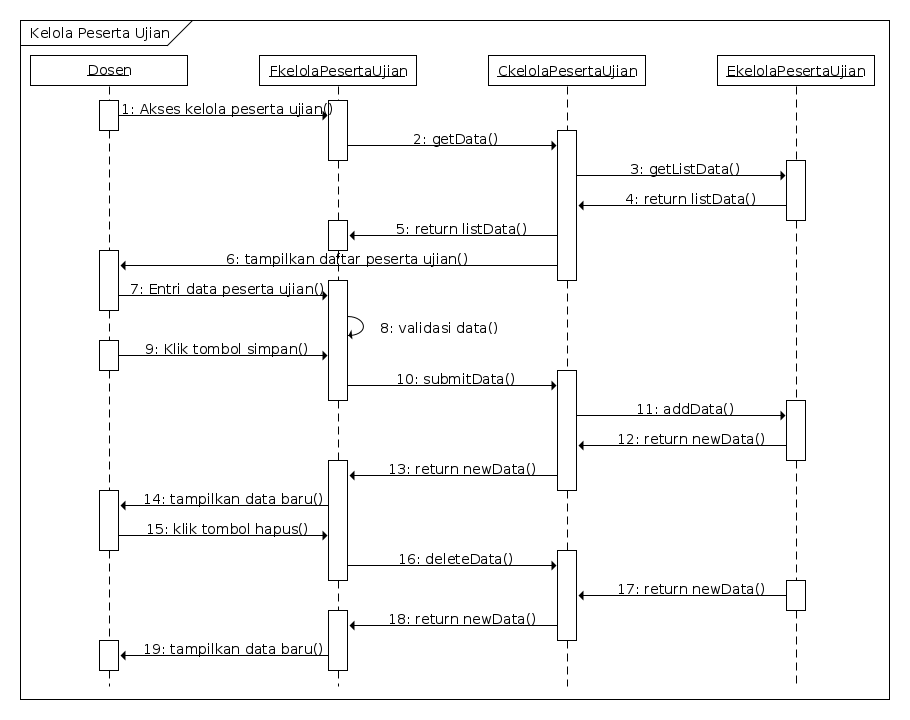 Kelola Peserta Ujian
Dosen
FkelolaPesertaUjian
CkelolaPesertaUjian
EkelolaPesertaUjian
1: Akses kelola peserta ujian()
2: getData()
3: getListData()
4: return listData()
5: return listData()
6: tampilkan daftar peserta ujian()
7: Entri data peserta ujian()
8: validasi data()
9: Klik tombol simpan()
10: submitData()
11: addData()
12: return newData()
13: return newData()
14: tampilkan data baru()
15: klik tombol hapus()
16: deleteData()
17: return newData()
18: return newData()
19: tampilkan data baru()